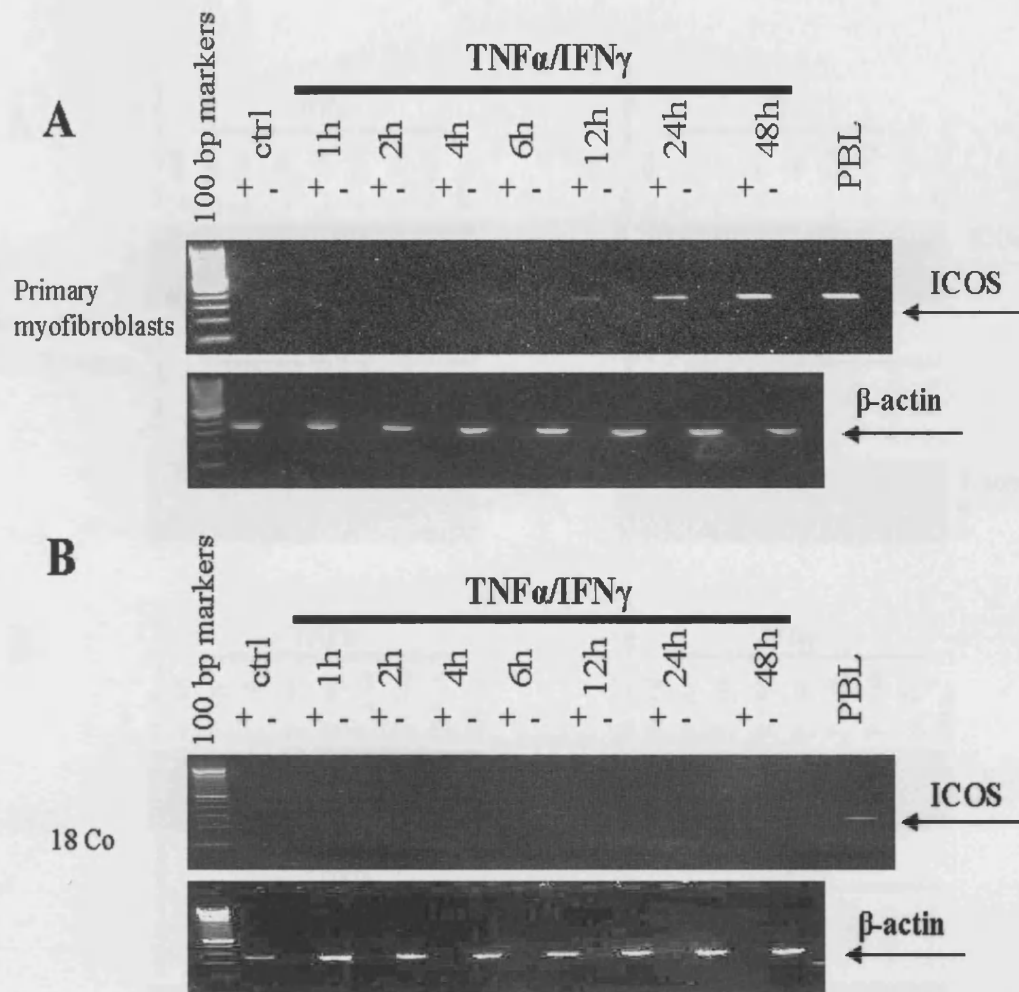 A
TNFα/IFNγ
100 bp markers
ctrl
1h
2h
4h
6h
12h
24h
48h
PBL
+ - + - + - + - + - + - + - + -
Primary
myofibroblasts
ICOS
β-actin
B
TNFα/IFNγ
100 bp markers
ctrl
1h
2h
4h
6h
12h
24h
48h
PBL
+ - + - + - + - + - + - + - + -
18 Co
ICOS
β-actin